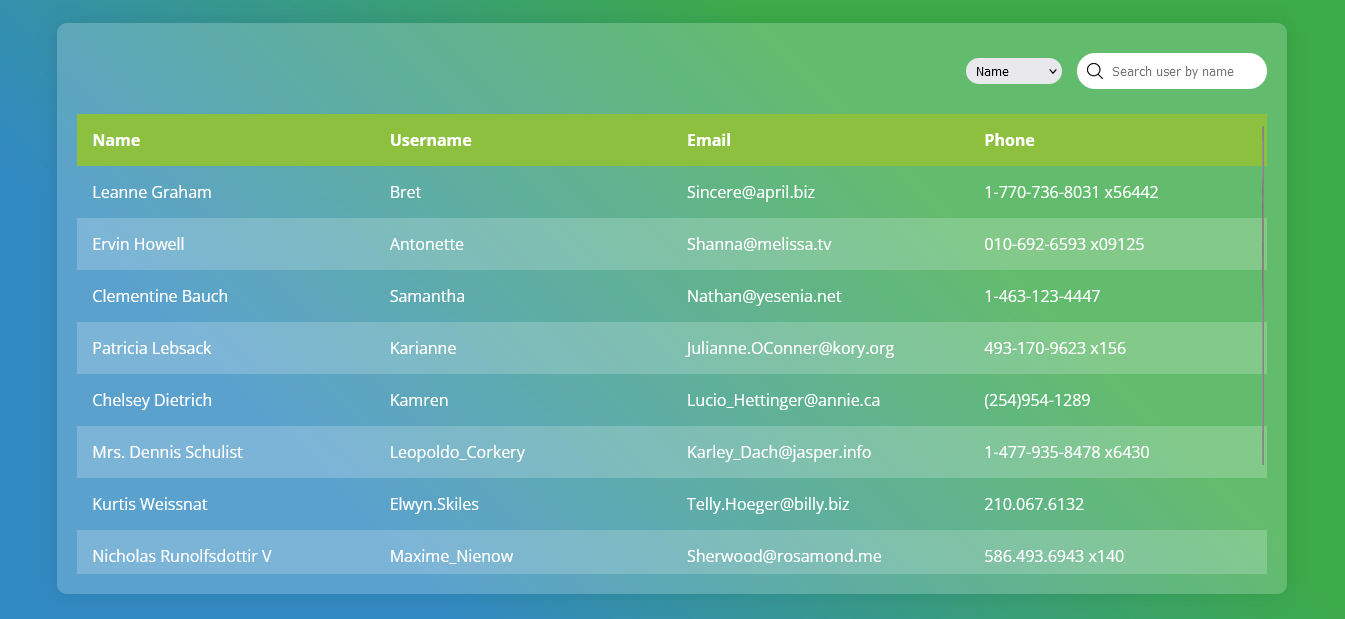 Name Search user by name
Name Username Email Phone
Leanne Graham Bret Sincere@april.biz 1-770-736-8031 x56442
Ervin Howell Antonette Shanna@melissa.tv 010-692-6593 x09125
Clementine Bauch Samantha Nathan@yesenia.net 1-463-123-4447
Patricia Lebsack Karianne Julianne.OConner@kory.org 493-170-9623 x156
Chelsey Dietrich Kamren Lucio_Hettinger@annie.ca (254)954-1289
Mrs. Dennis Schulist Leopoldo_Corkery Karley_Dach@jasper.info 1-477-935-8478 x6430
Kurtis Weissnat Elwyn.Skiles Telly.Hoeger@billy.biz 210.067.6132
Nicholas Runolfsdottir V Maxime_Nienow Sherwood@rosamond.me 586.493.6943 x140